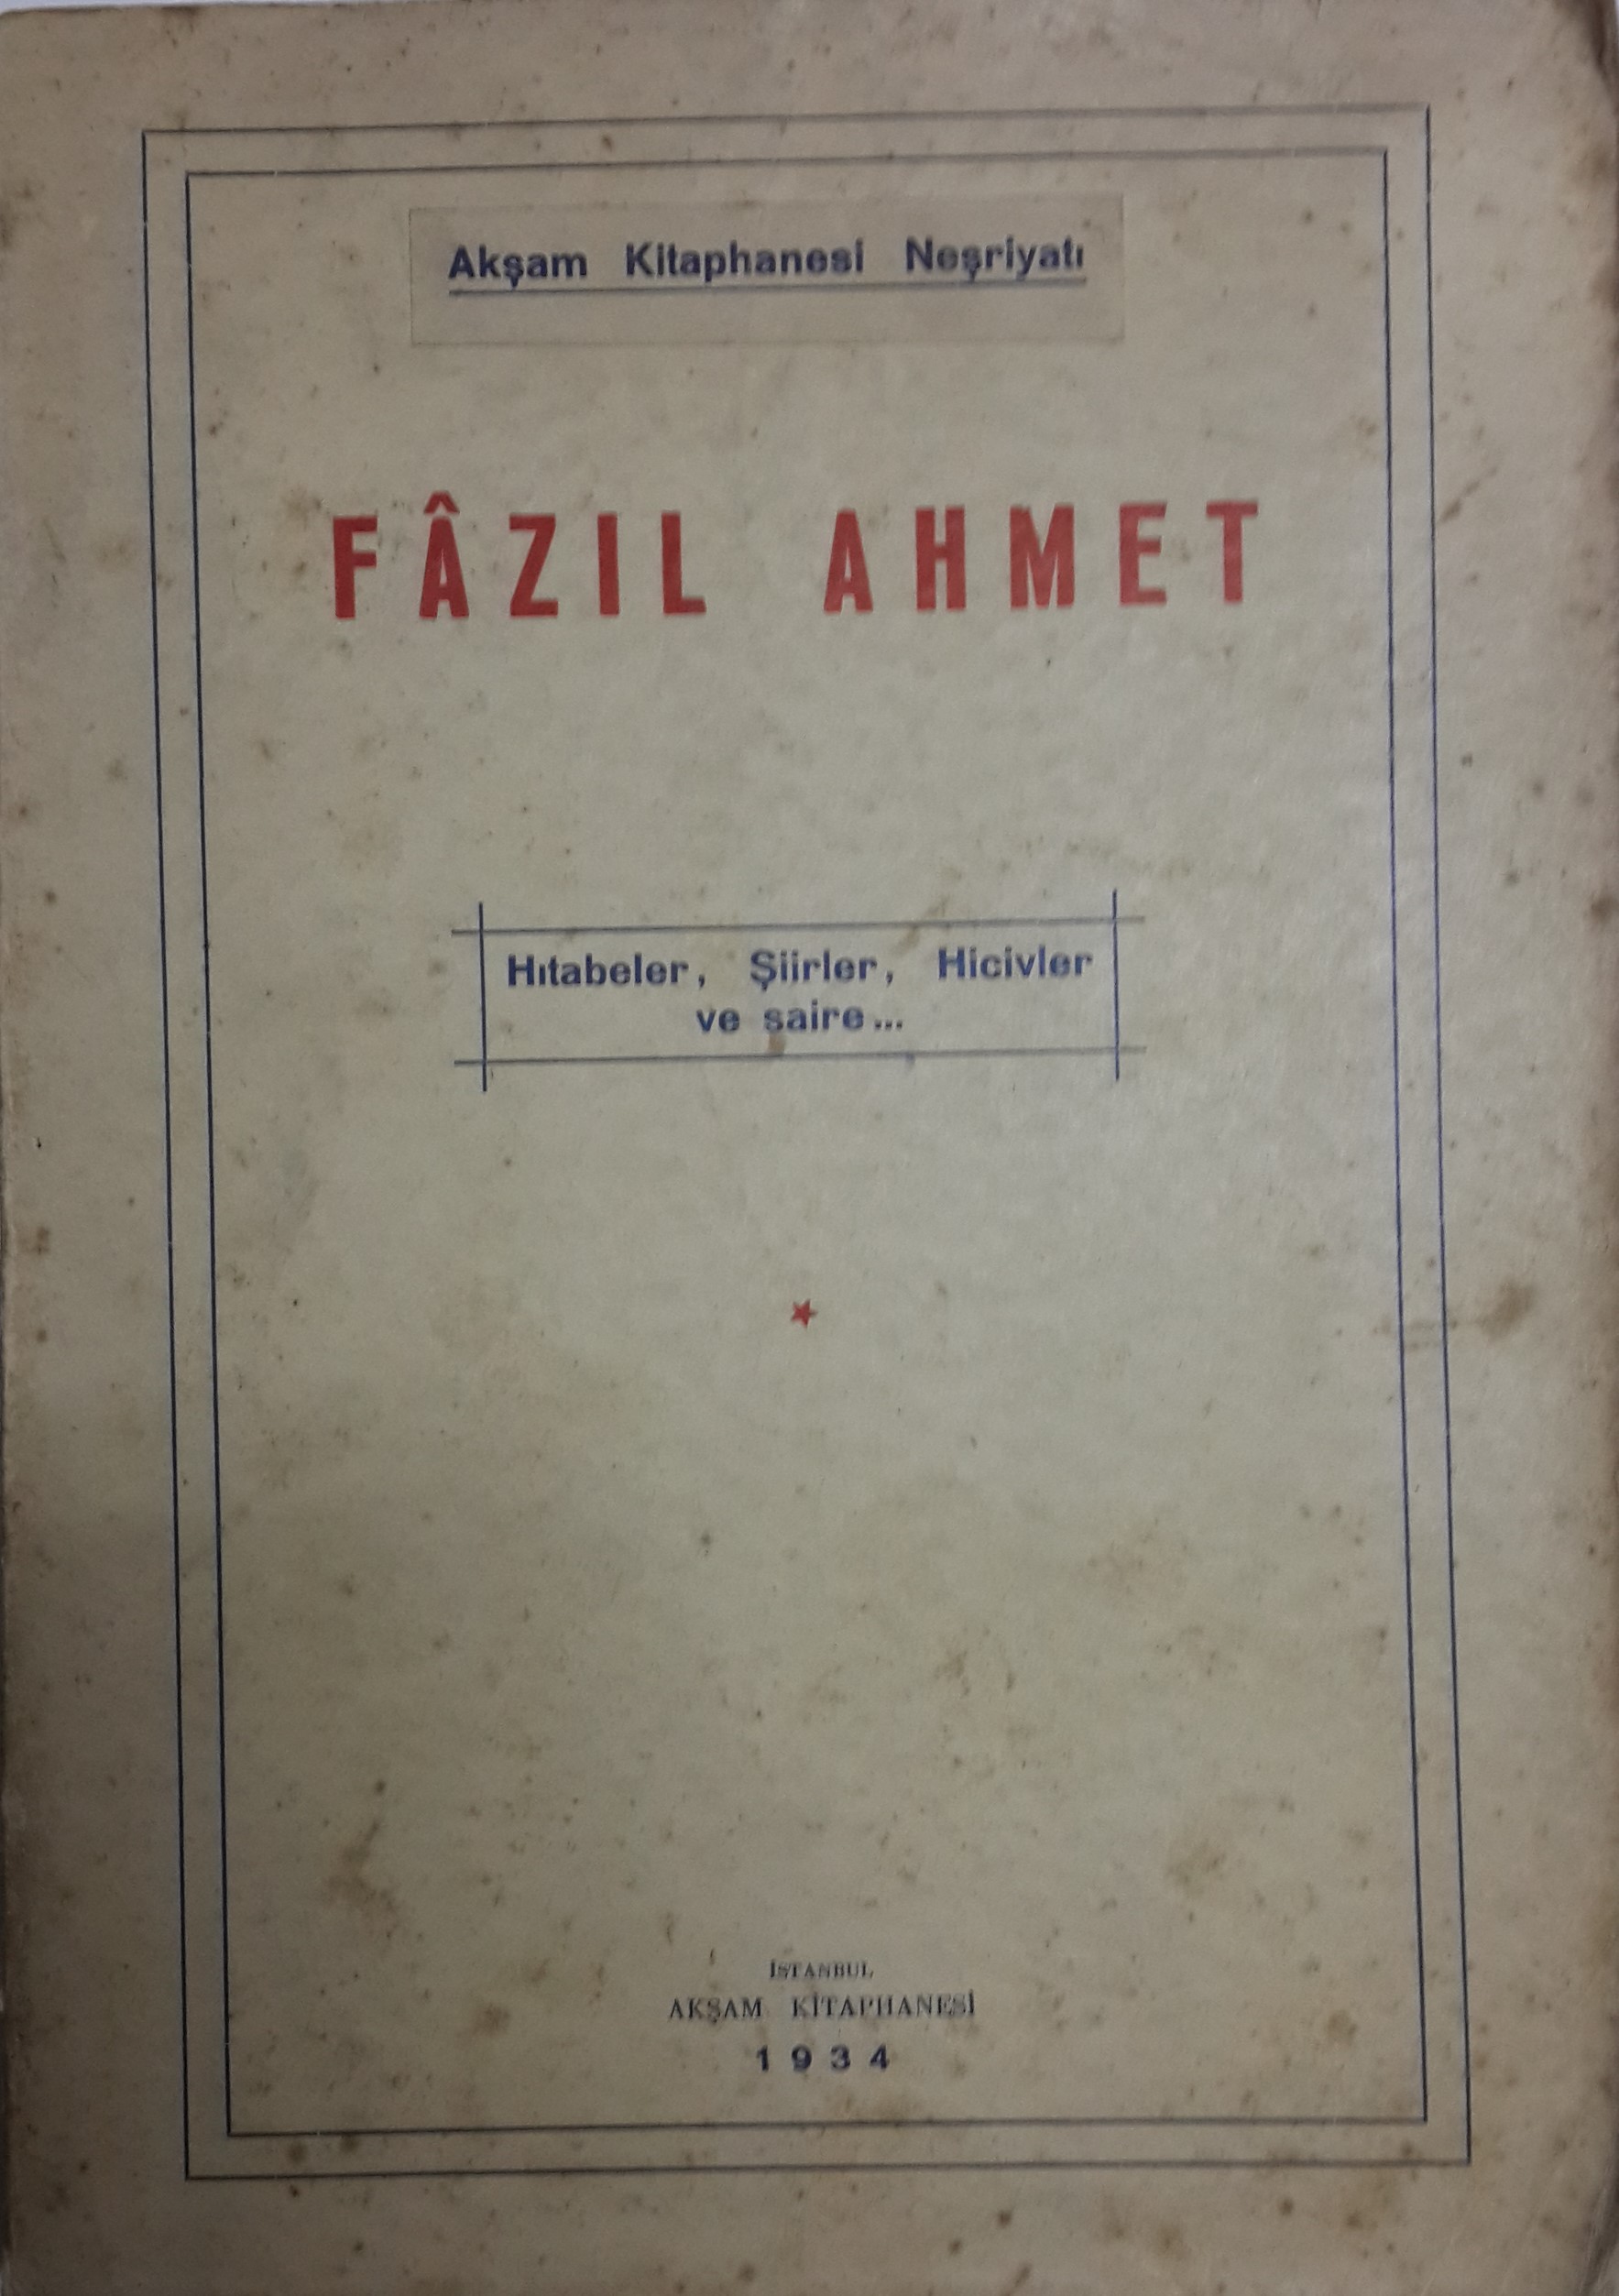 Akşam Kitaphanesi Neşriyatı
FÂZIL AHMET
Hıtabeler, Şiirler, Hicivler
ve saire...
İSTANBUL
AKŞAM KİTAPHANESİ
1934